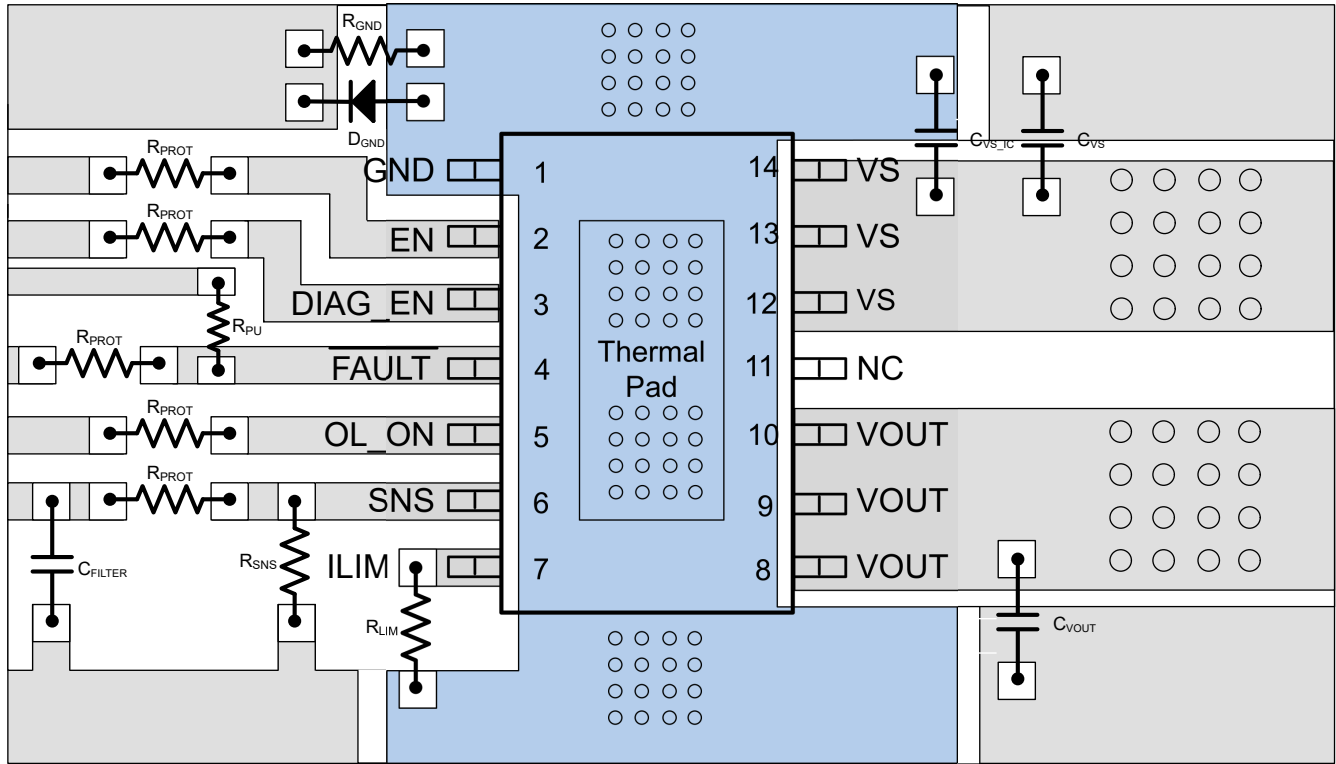 RGND
DGND
RPROT
GND
1
14
VS
CVS_IC
CVS
RPROT
EN
2
13
VS
DIAG_EN
3
12
VS
RPU
RPROT
FAULT
4
Thermal
Pad
11
NC
RPROT
OL_ON
5
10
VOUT
RPROT
SNS
6
9
VOUT
CFILTER
RSNS
ILIM
7
8
VOUT
RLIM
CVOUT